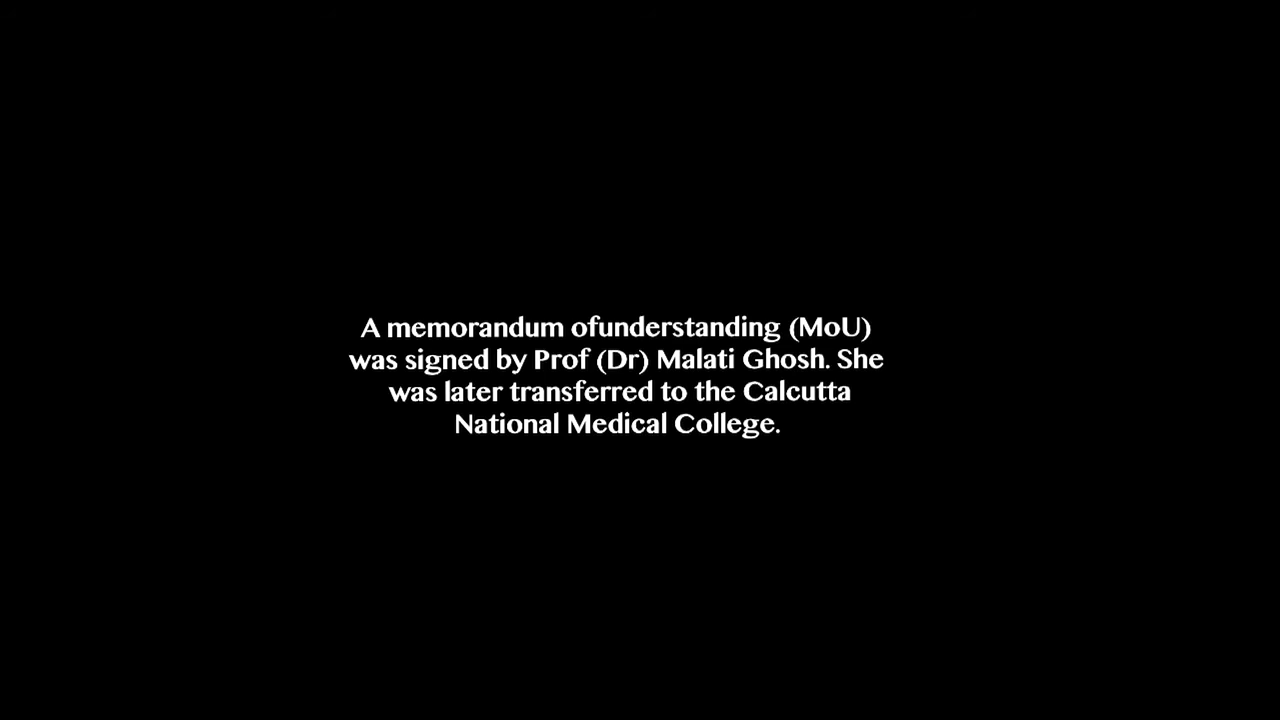 A memorandum ofunderstanding (MoU)
was signed by Prof (Dr) Malati Ghosh. She
was later transferred to the Calcutta
National Medical College.